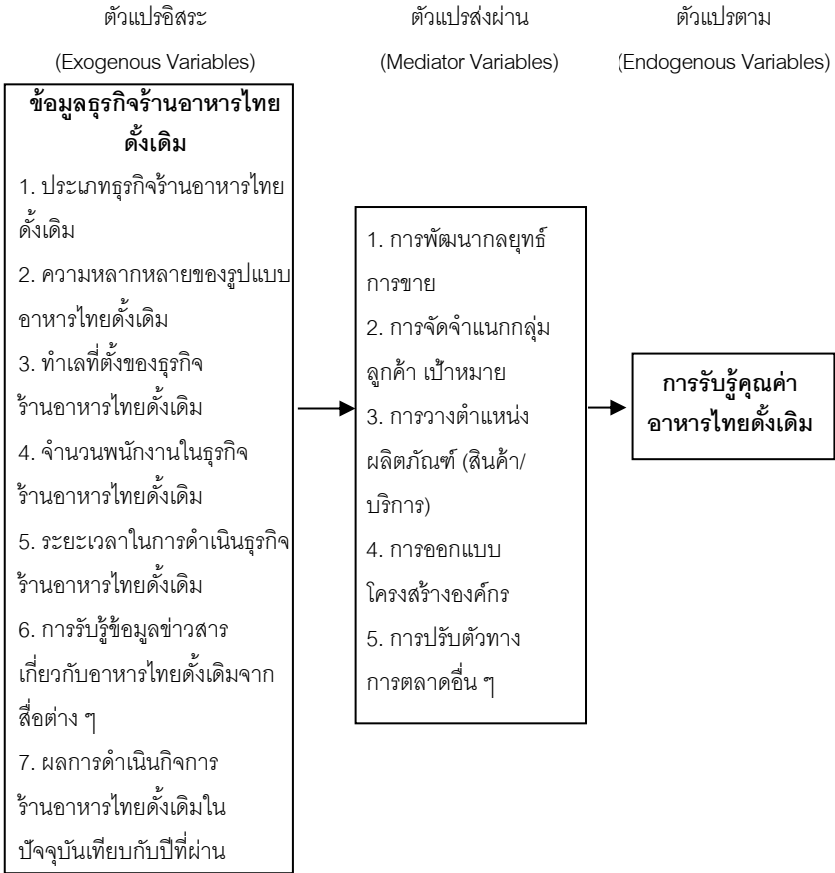 ตัวแปรอิสระ
(Exogenous Variables)
ตัวแปรส่งผ่าน
(Mediator Variables)
ตัวแปรตาม
(Endogenous Variables)
ข้อมูลธุรกิจร้านอาหารไทย
ดั้งเดิม
1. ประเภทธุรกิจร้านอาหารไทย
ดั้งเดิม
2. ความหลากหลายของรูปแบบ
อาหารไทยดั้งเดิม
3. ทำเลที่ตั้งของธุรกิจ
ร้านอาหารไทยดั้งเดิม
4. จำนวนพนักงานในธุรกิจ
ร้านอาหารไทยดั้งเดิม
5. ระยะเวลาในการดำเนินธุรกิจ
ร้านอาหารไทยดั้งเดิม
6. การรับรู้ข้อมูลข่าวสาร
เกี่ยวกับอาหารไทยดั้งเดิมจาก
สื่อต่าง ๆ
7. ผลการดำเนินกิจการ
ร้านอาหารไทยดั้งเดิมใน
ปัจจุบันเทียบกับปีที่ผ่าน
1. การพัฒนากลยุทธ์
การขาย
2. การจัดจำแนกกลุ่ม
ลูกค้า เป้าหมาย
3. การวางตำแหน่ง
ผลิตภัณฑ์ (สินค้า/
บริการ)
4. การออกแบบ
โครงสร้างองค์กร
5. การปรับตัวทาง
การตลาดอื่น ๆ
การรับรู้คุณค่า
อาหารไทยดั้งเดิม